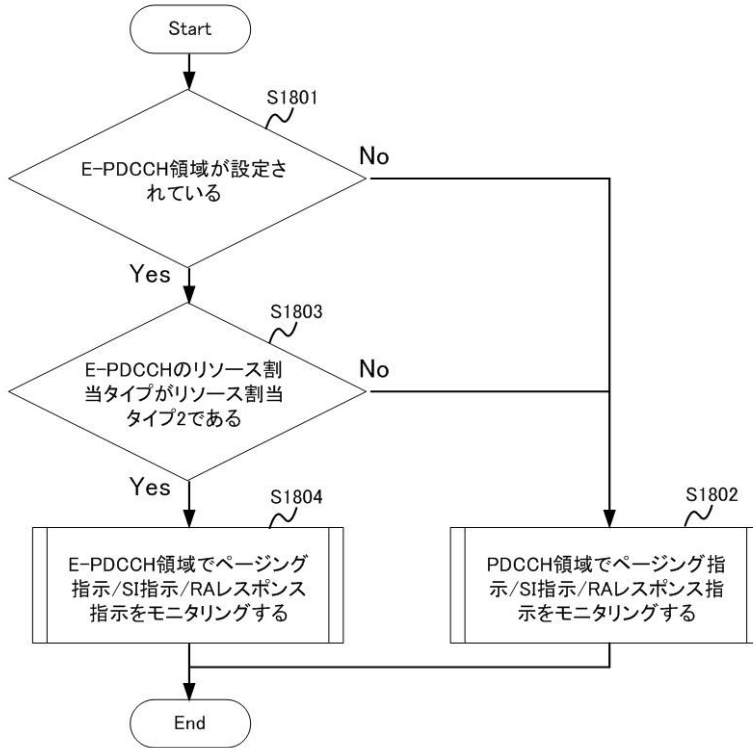 Start
S1801
E-PDCCH領域が設定さ
れている
No
Yes
S1803
E-PDCCHのリソース割
当タイプがリソース割当
タイプ2である
No
Yes
S1804
E-PDCCH領域でページング
指示/SI指示/RAレスポンス
指示をモニタリングする
S1802
PDCCH領域でページング指
示/SI指示/RAレスポンス指
示をモニタリングする
End